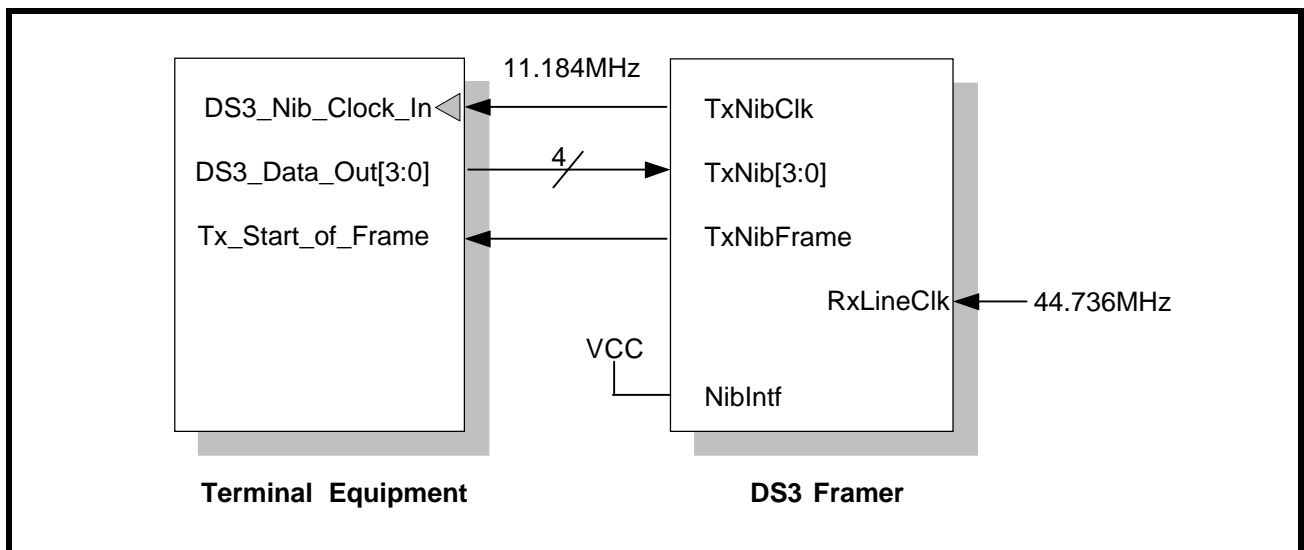 11.184MHz
DS3_Nib_Clock_In
TxNibClk
DS3_Data_Out[3:0]
4
TxNib[3:0]
Tx_Start_of_Frame
TxNibFrame
RxLineClk
44.736MHz
VCC
NibIntf
Terminal Equipment
DS3 Framer